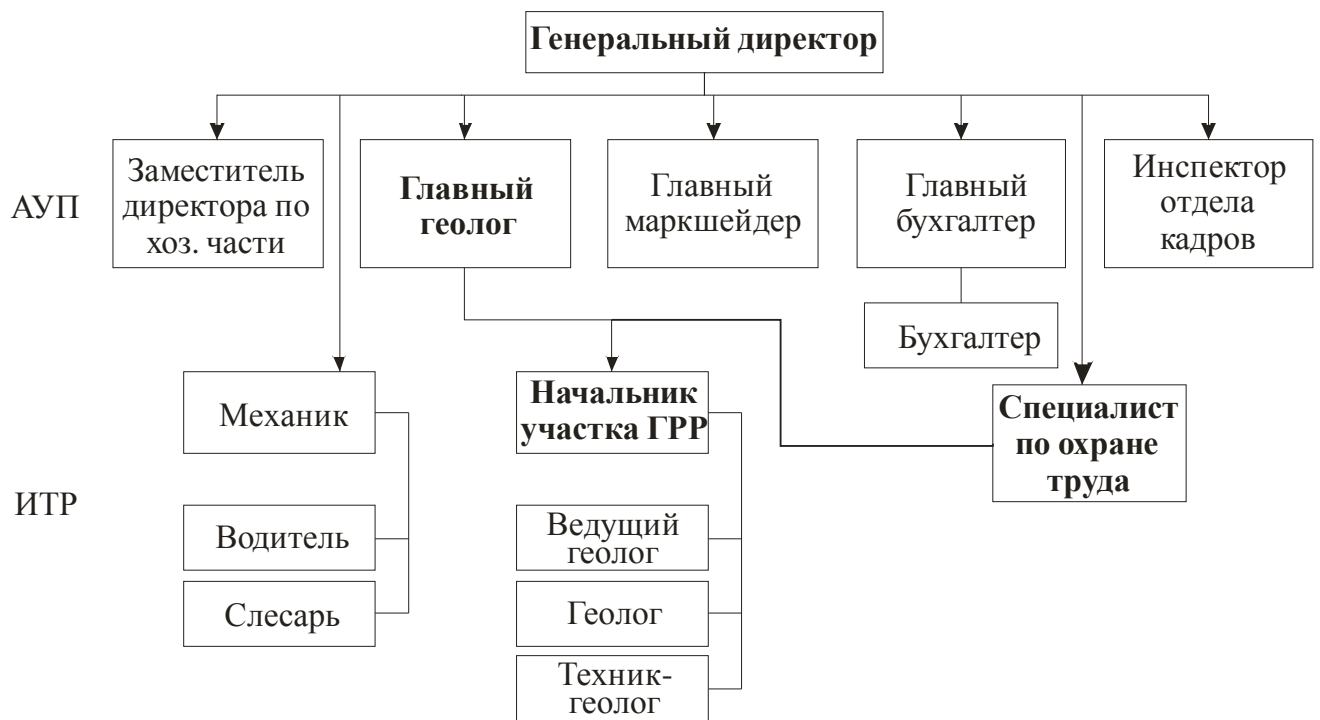 Генеральный директор
АУП
Заместитель
директора по
хоз. части
Главный
геолог
Главный
маркшейдер
Главный
бухгалтер
Инспектор
отдела
кадров
Бухгалтер
ИТР
Механик
Водитель
Слесарь
Начальник
участка ГРР
Ведущий
геолог
Геолог
Техник-
геолог
Специалист
по охране
труда